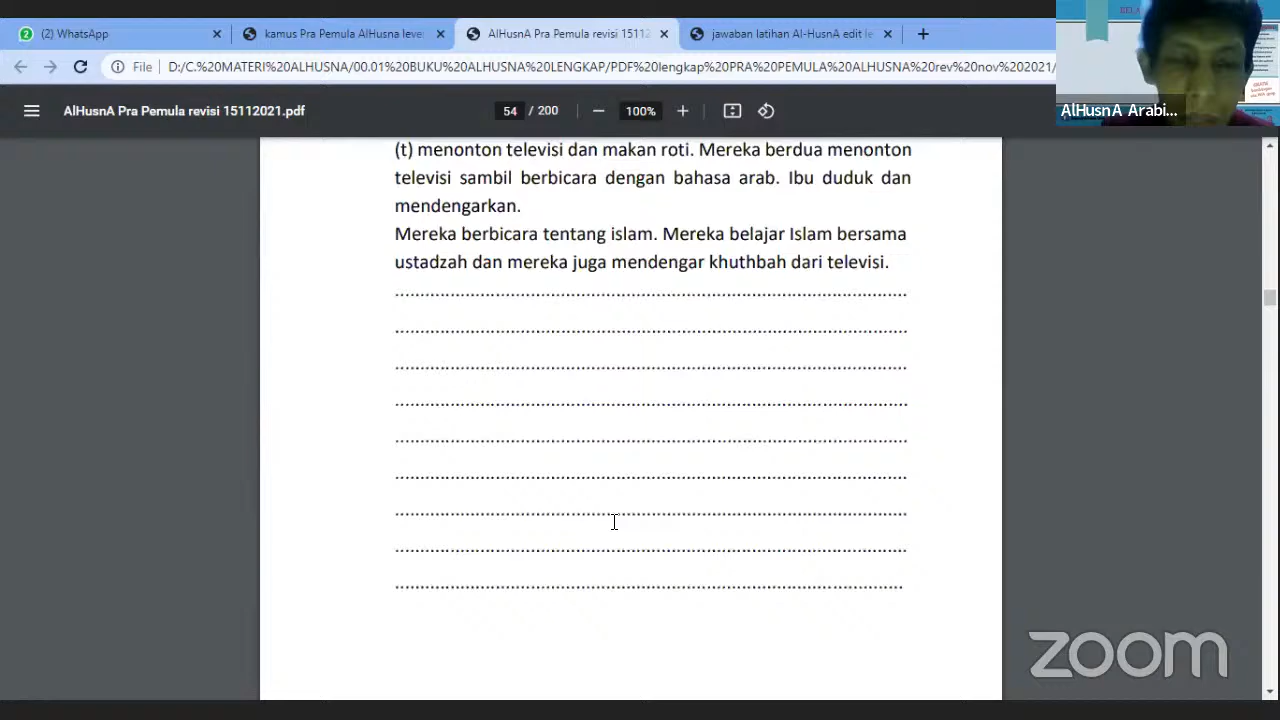 (2) WhatsApp
kamus Pra Pemula AlHusna leve
AlHusnA Pra Pemula revisi 15112
jawaban latihan Al-HusnA edit le
File
D:/C.%20MATERI%20ALHUSNA/00.01%20BUKU%20ALHUSNA%20LENGKAP/PDF%20lengkap
PEMULA%20ALHUSNA%20rev%20nov%202021/
AlHusnA Pra Pemula revisi 15112021.pdf
54 / 200
100%
AlHusnA Arabi...
(t) menonton televisi dan makan roti. Mereka berdua menonton
televisi sambil berbicara dengan bahasa arab. Ibu duduk dan
mendengarkan.
Mereka berbicara tentang islam. Mereka belajar Islam bersama
ustadzah dan mereka juga mendengar khuthbah dari televisi.
zoom